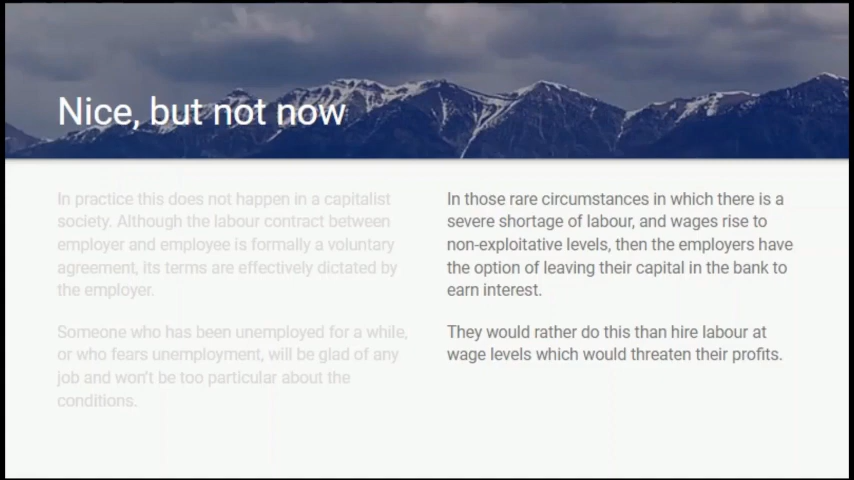 Nice, but not now
In practice this does not happen in a capitalist
society. Although the labour contract between
employer and employee is formally a voluntary
agreement, its terms are effectively dictated by
the employer.
Someone who has been unemployed for a while,
or who fears unemployment, will be glad of any
job and won't be too particular about the
conditions.
In those rare circumstances in which there is a
severe shortage of labour, and wages rise to
non-exploitative levels, then the employers have
the option of leaving their capital in the bank to
earn interest.
They would rather do this than hire labour at
wage levels which would threaten their profits.